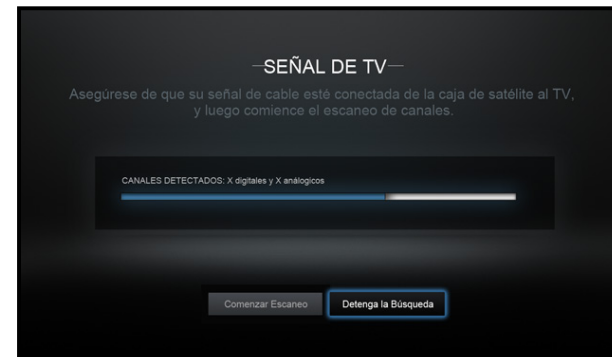 SEÑAL DE TV
Asegúrese de que su señal de cable esté conectada de la caja de satélite al TV,
y luego comience el escaneo de canales.
CANALES DETECTADOS: X digitales y X análogicos
Comenzar Escaneo
Detenga la Búsqueda